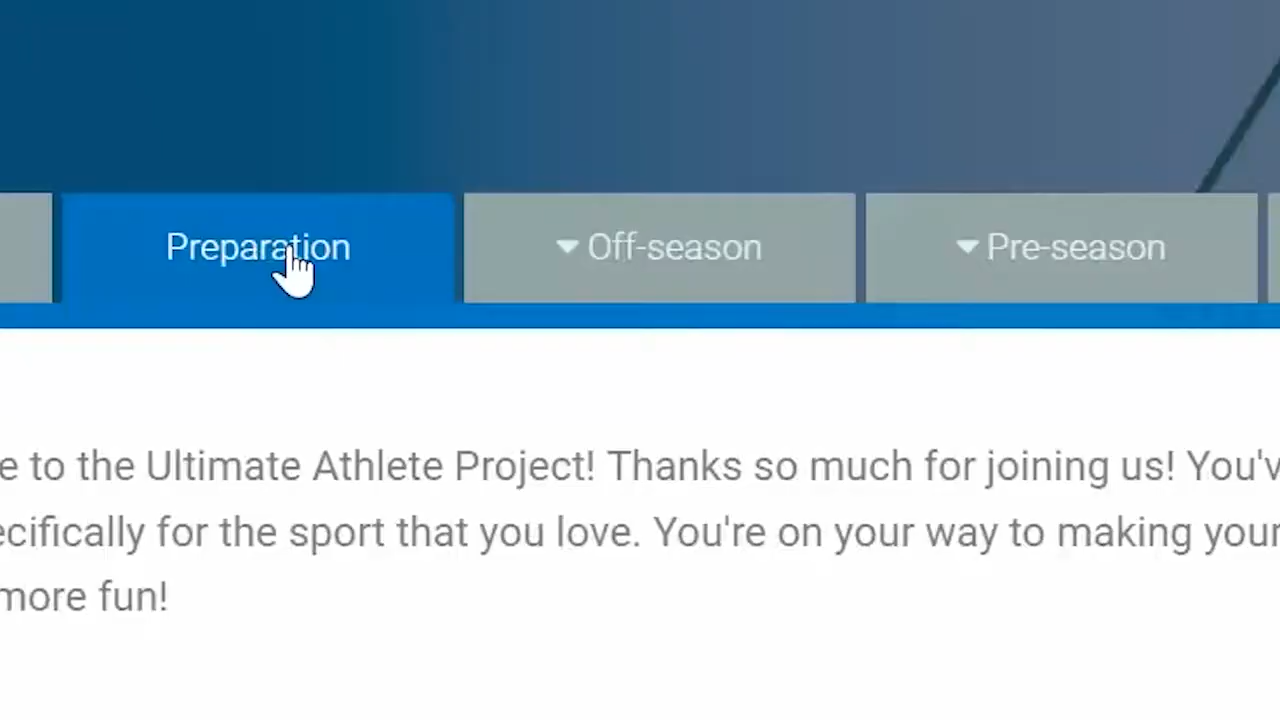 Preparation
Off-season
Pre-season
e to the Ultimate Athlete Project! Thanks so much for joining us! You'v
ecifically for the sport that you love. You're on your way to making your
more fun!